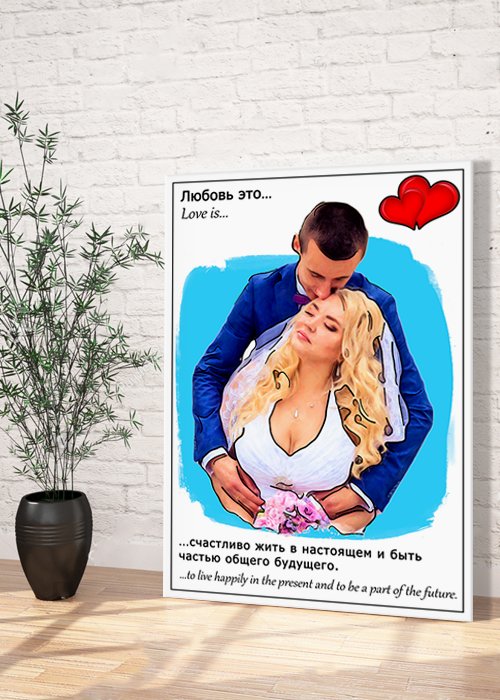 Любовь это...
Love is...
...счастливо жить в настоящем и быть
частью общего будущего.
...to live happily in the present and to be a part of the future.